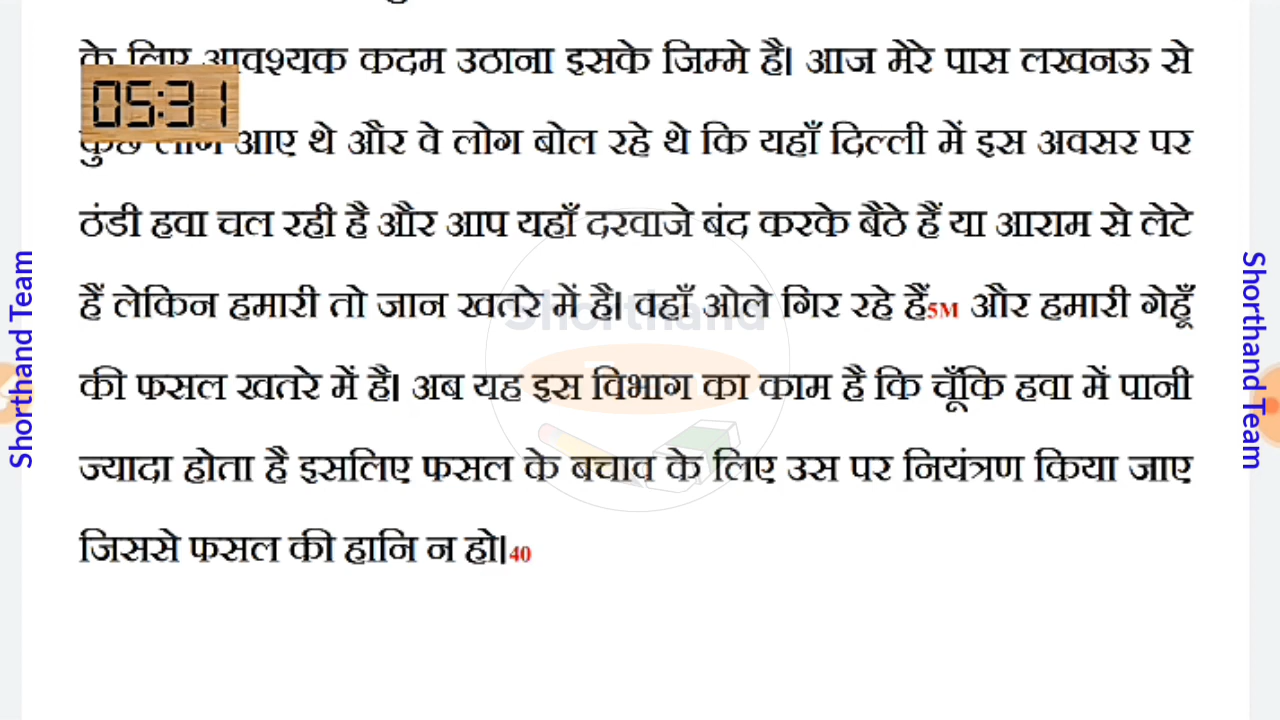 के लिए आवश्यक कदम उठाना इसके जिम्मे है। आज मेरे पास लखनऊ से
05:31
कुछ लोग आए थे और वे लोग बोल रहे थे कि यहाँ दिल्ली में इस अवसर पर
ठंडी हवा चल रही है और आप यहाँ दरवाजे बंद करके बैठे हैं या आराम से लेटे
हैं लेकिन हमारी तो जान खतरे में है। वहाँ ओले गिर रहे हैं5M और हमारी गेहूँ
की फसल खतरे में है। अब यह इस विभाग का काम है कि चूँकि हवा में पानी
ज्यादा होता है इसलिए फसल के बचाव के लिए उस पर नियंत्रण किया जाए
जिससे फसल की हानि न हो।40
Shorthand Team
Shorthand Team
Shorthand